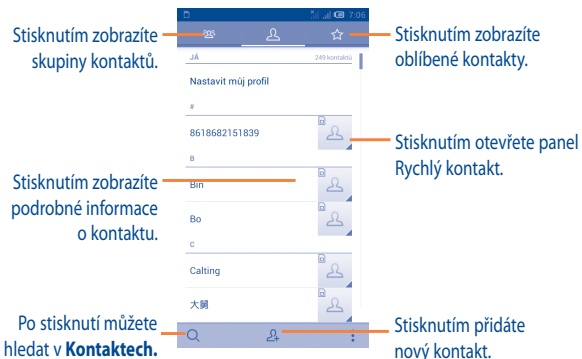 Stisknutím zobrazíte
skupiny kontaktů.
7:06
Stisknutím zobrazíte
oblíbené kontakty.
JÁ
249 kontaktů
Nastavit můj profil
#
8618682151839
Stisknutím otevřete panel
Rychlý kontakt.
B
Stisknutím zobrazíte
podrobné informace
o kontaktu.
Bin
Bo
C
Calting
大舅
Po stisknutí můžete
hledat v Kontaktech.
Stisknutím přidáte
nový kontakt.